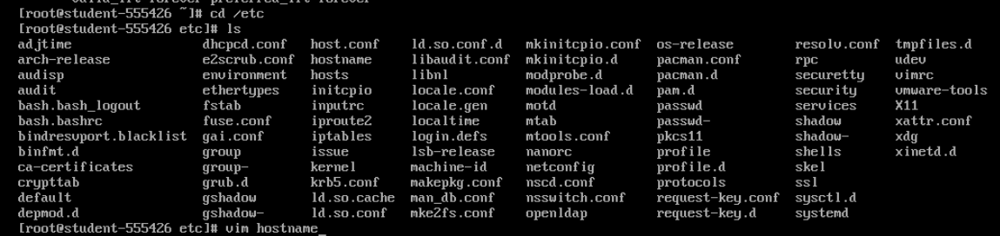 valid_lft forever preferred_lft forever
[root@student-555426 ~]# cd /etc
[root@student-555426 etc]# ls
adjtime dhcpcd.conf host.conf ld.so.conf.d mkinitcpio.conf os-release resolv.conf tmpfiles.d
arch-release e2scrub.conf hostname libaudit.conf mkinitcpio.d pacman.conf rpc udev
audisp environment hosts libnl modprobe.d pacman.d securetty vimrc
audit ethertypes initcpio locale.conf modules-load.d pam.d security vmware-tools
bash.bash_logout fstab inputrc locale.gen motd passwd services X11
bash.bashrc fuse.conf iproute2 localtime mtab passwd- shadow xattr.conf
bindresvport.blacklist gai.conf iptables login.defs mtools.conf pkcs11 shadow- xdg
binfmt.d group issue lsb-release nanorc profile shells xinetd.d
ca-certificates group- kernel machine-id netconfig profile.d skel
crypttab grub.d krb5.conf makepkg.conf nscd.conf protocols ssl
default gshadow ld.so.cache man_db.conf nsswitch.conf request-key.conf sysctl.d
depmod.d gshadow- ld.so.conf mke2fs.conf openldap request-key.d systemd
[root@student-555426 etc]# vim hostname_